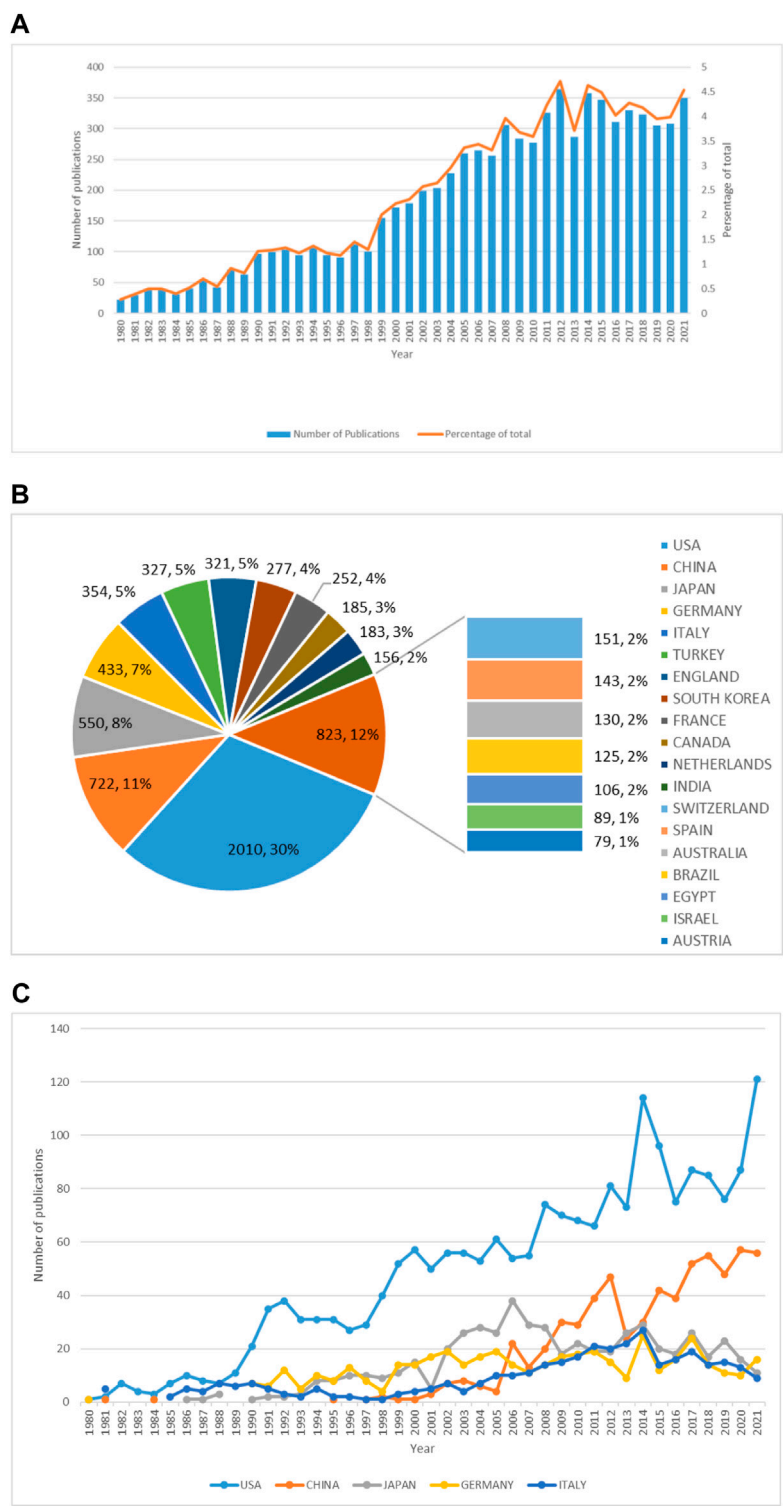 A
400
350
300
250
200
150
100
50
0
Number of publications
5
4.5
4
3.5
3
2.5
2
1.5
1
0.5
0
Persentage of total
1980 1981 1982 1983 1984 1985 1986 1987 1988 1989 1990 1991 1992 1993 1994 1995 1996 1997 1998 1999 2000 2001 2002 2003 2004 2005 2006 2007 2008 2009 2010 2011 2012 2013 2014 2015 2016 2017 2018 2019 2020 2021
Year
Number of Publications Percentage of total
B
321, 5%
327, 5%
277, 4%
252, 4%
354, 5%
185, 3%
183, 3%
156, 2%
433, 7%
550, 8%
722, 11%
823, 12%
2010, 30%
151, 2%
143, 2%
130, 2%
125, 2%
106, 2%
89, 1%
79, 1%
USA
CHINA
JAPAN
GERMANY
ITALY
TURKEY
ENGLAND
SOUTH KOREA
FRANCE
CANADA
NETHERLANDS
INDIA
SWITZERLAND
SPAIN
AUSTRALIA
BRAZIL
EGYPT
ISRAEL
AUSTRIA
C
140
120
100
80
60
40
20
0
Number of publications
1980 1981 1982 1983 1984 1985 1986 1987 1988 1989 1990 1991 1992 1993 1994 1995 1996 1997 1998 1999 2000 2001 2002 2003 2004 2005 2006 2007 2008 2009 2010 2011 2012 2013 2014 2015 2016 2017 2018 2019 2020 2021
Year
USA CHINA JAPAN GERMANY ITALY